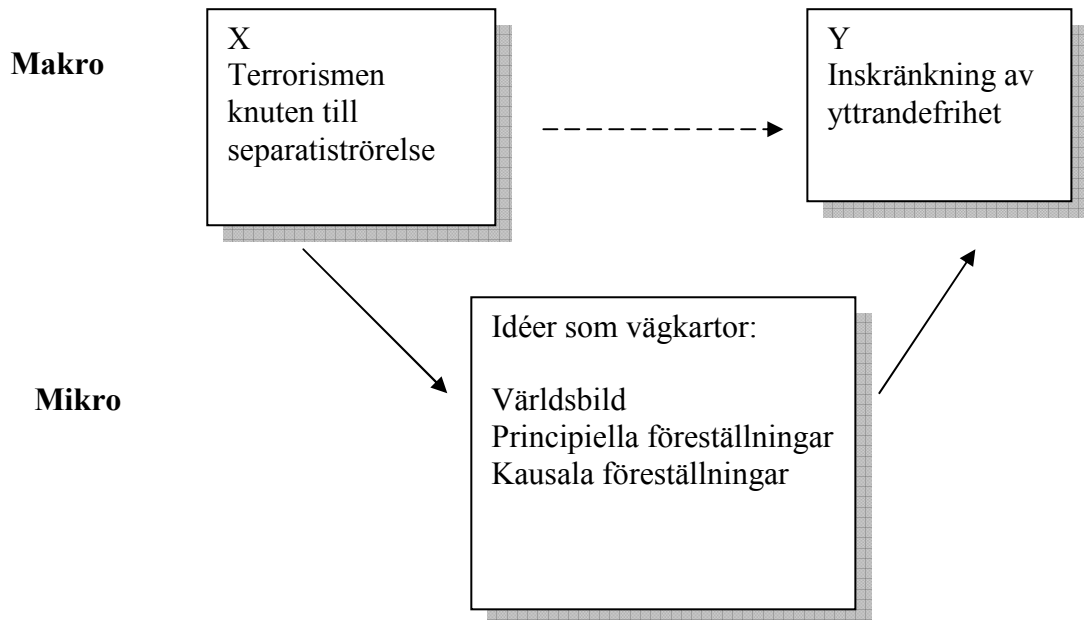 Makro
X
Terrorismen
knuten till
separatiströrelse
Y
Inskränkning av
yttrandefrihet
Mikro
Idéer som vägkartor:
Världsbild
Principiella föreställningar
Kausala föreställningar